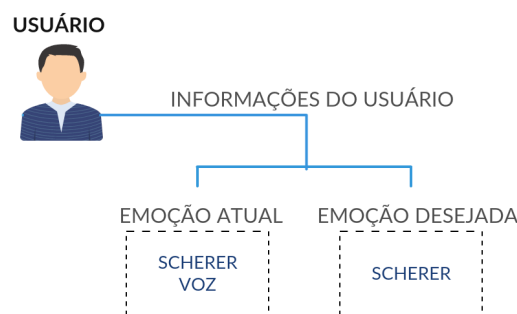 USUÁRIO
INFORMAÇÕES DO USUÁRIO
EMOÇÃO ATUAL
EMOÇÃO DESEJADA
SCHERER
VOZ
SCHERER